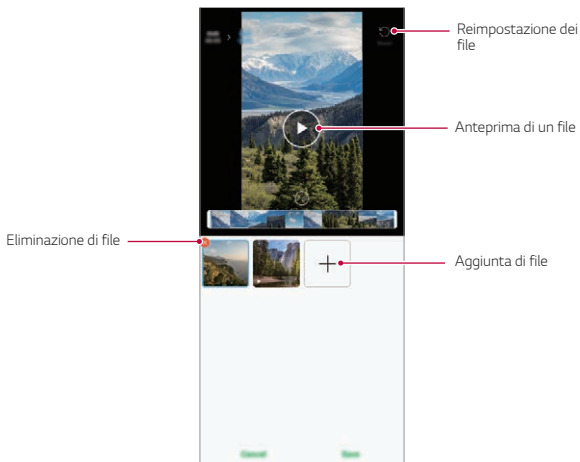 Reimpostazione dei
file
Anteprima di un file
Eliminazione di file
Aggiunta di file
Cancel
Save